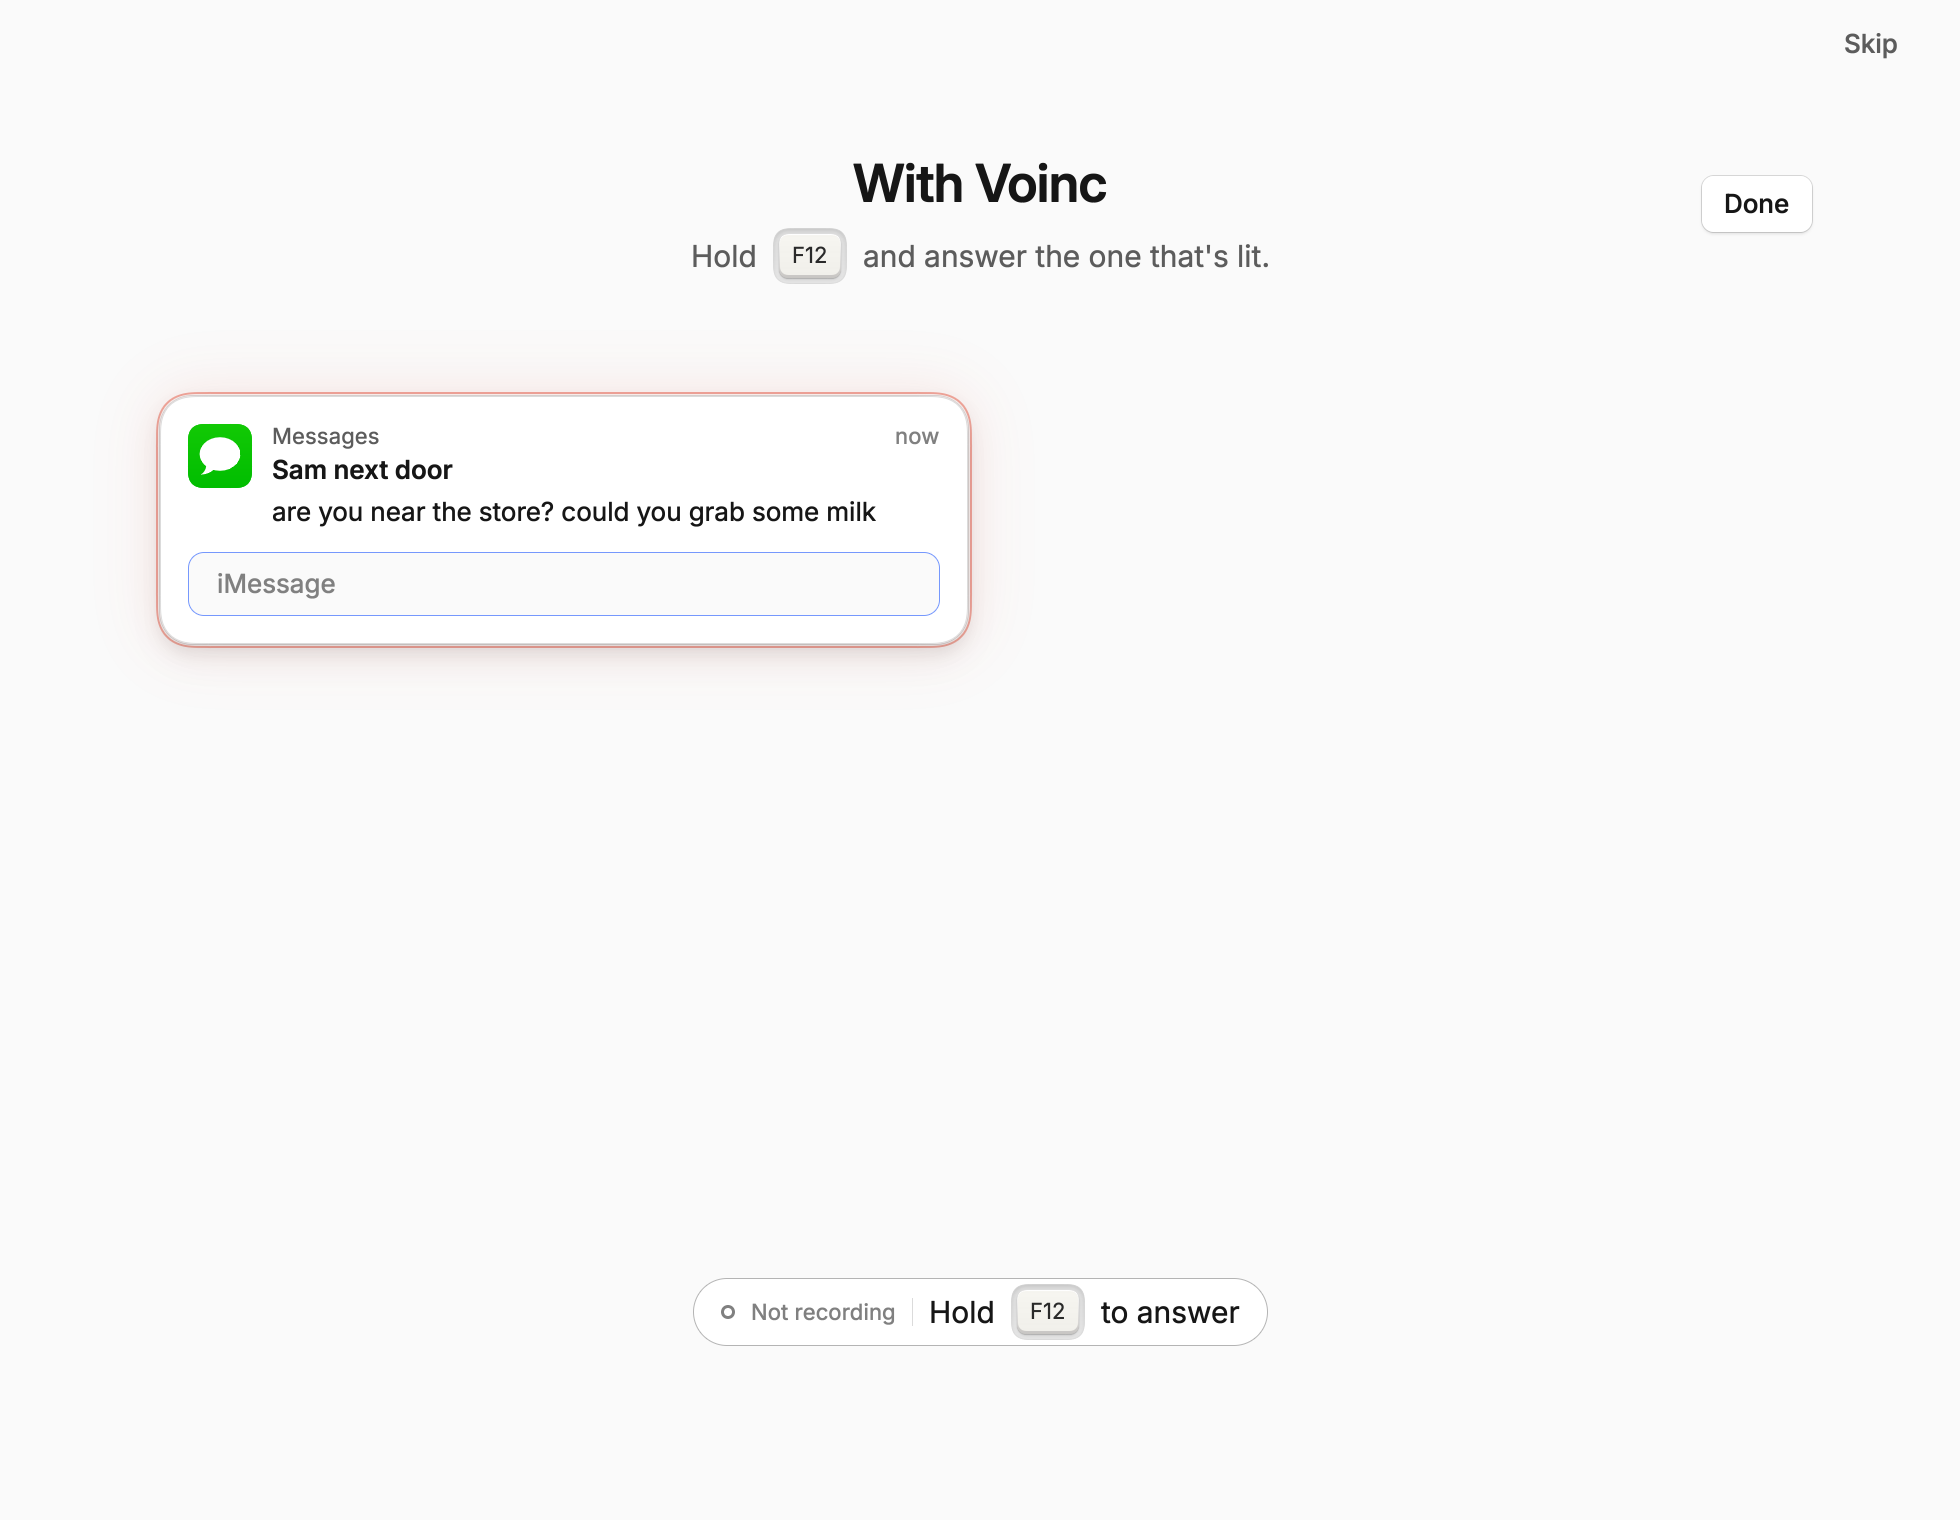 Skip
With Voinc
Done
Hold F12 and answer the one that's lit.
Messages now
Sam next door
are you near the store? could you grab some milk
iMessage
Not recording Hold F12 to answer